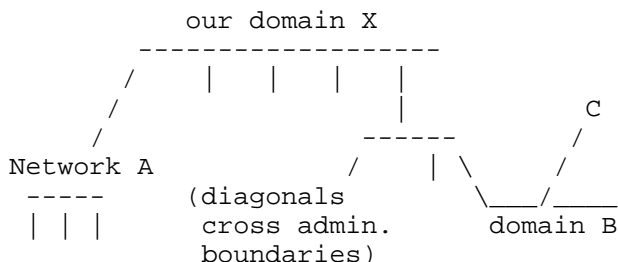 our domain X
C
Network A
(diagonals
cross admin. domain B
boundaries)